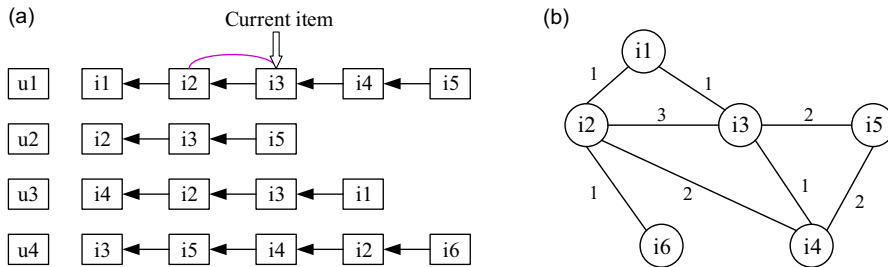 (a)
Current item
u1 i1 i2 i3 i4 i5
u2 i2 i3 i5
u3 i4 i2 i3 i1
u4 i3 i5 i4 i2 i6
(b)
i1
1 1
i2 3 i3 2 i5
1 2 1 2
i6 i4